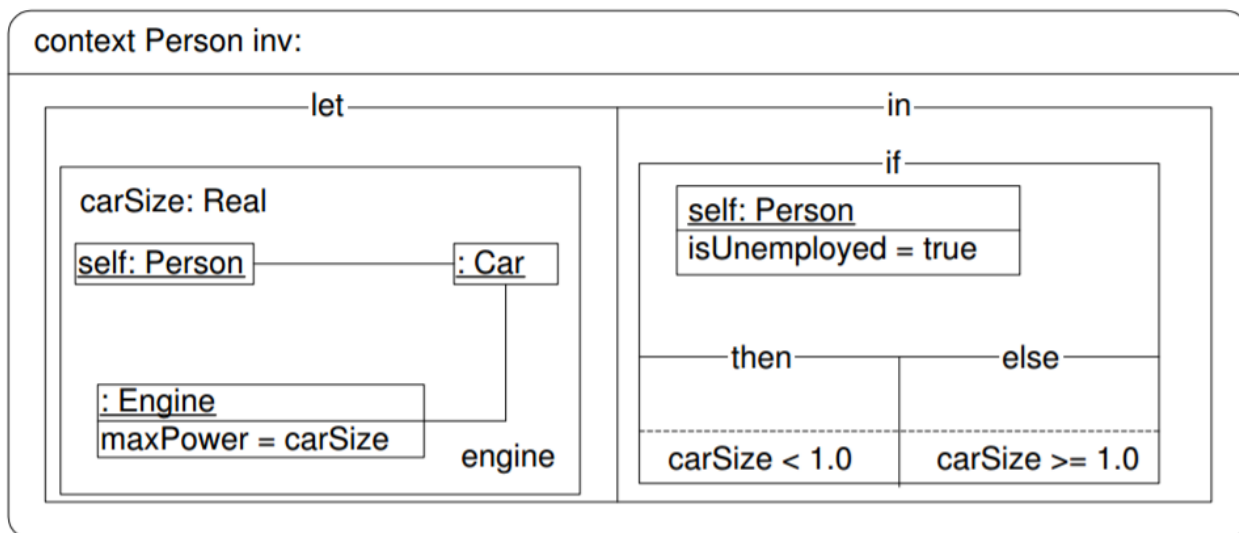 context Person inv:
let
in
carSize: Real
self: Person
: Car
: Engine
maxPower = carSize
engine
if
self: Person
isUnemployed = true
then
else
carSize < 1.0
carSize >= 1.0